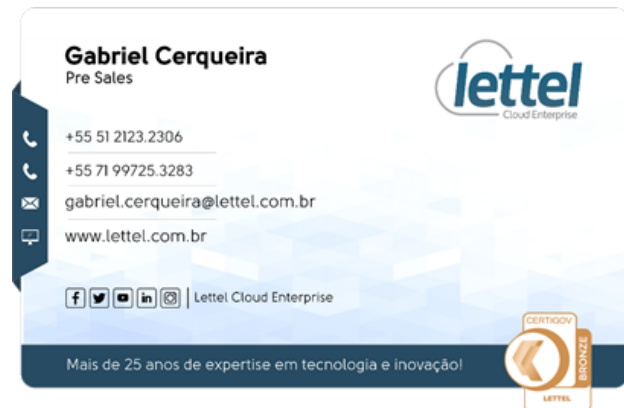 Gabriel Cerqueira
Pre Sales
lettel
Cloud Enterprise
+55 51 2123.2306
+55 71 99725.3283
gabriel.cerqueira@lettel.com.br
www.lettel.com.br
Lettel Cloud Enterprise
Mais de 25 anos de expertise em tecnologia e inovação!
CERTIGOV
BRONZE
LETTEL